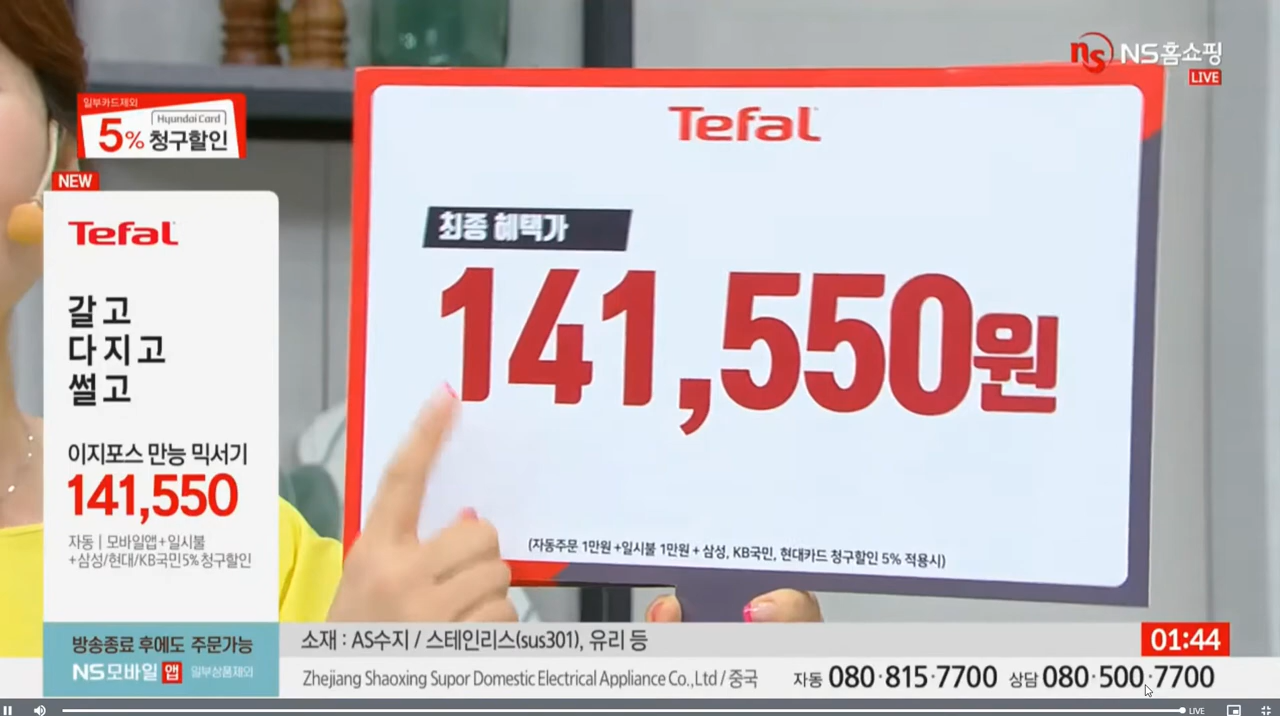 ns NS홈쇼핑
LIVE
일부카드제외
HyundaiCard
5% 청구할인
NEW
Tefal
갈고
다지고
썰고
이지포스 만능 믹서기
141,550
자동 | 모바일앱+일시불
+삼성/현대/KB국민5% 청구할인
Tefal
최종 혜택가
141,550원
(자동주문 1만원 +일시불 1만원 + 삼성, KB국민, 현대카드 청구할인 5% 적용시)
방송종료 후에도 주문가능
NS모바일 앱 일부상품제외
소재 : AS수지 / 스테인리스(sus301), 유리 등
01:44
Zhejiang Shaoxing Supor Domestic Electrical Appliance Co.,Ltd / 중국
자동 080·815·7700 상담 080·500·7700
LIVE